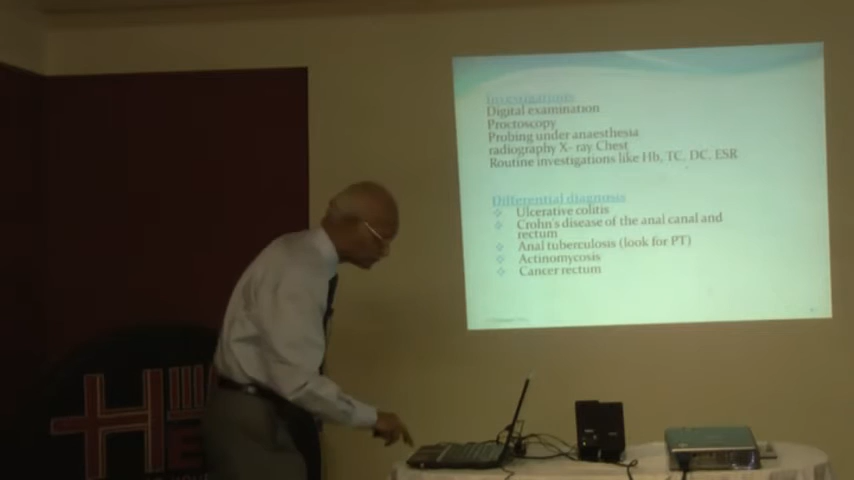 Investigations
Digital examination
Proctoscopy
Probing under anaesthesia
radiography X- ray Chest
Routine investigations like Hb, TC, DC, ESR
Differential diagnosis
Ulcerative colitis
Crohn's disease of the anal canal and
rectum
Anal tuberculosis (look for PT)
Actinomycosis
Cancer rectum